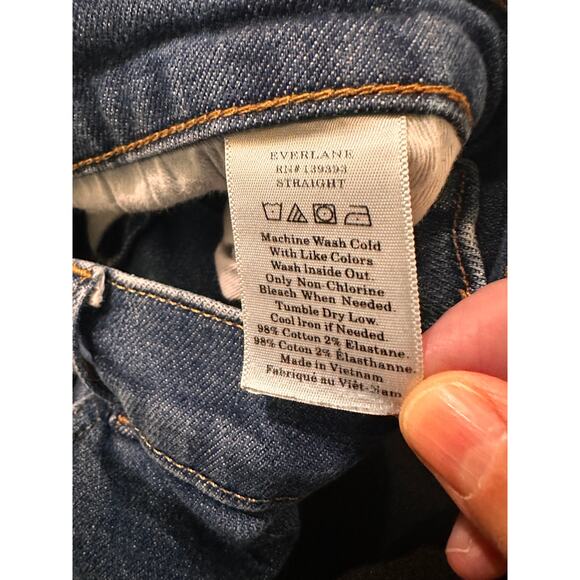 EVERLANE
RN# 139393
STRAIGHT
Machine Wash Cold
With Like Colors
Wash Inside Out
Only Non-Chlorine
Bleach When Needed.
Tumble Dry Low.
Cool Iron if Needed.
98% Cotton 2% Elastane.
98% Coton 2% Élasthanne.
Made in Vietnam
Fabriqué au Viêt-Nam